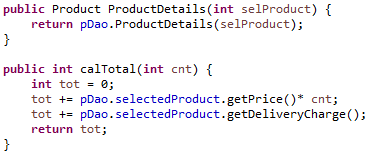 public Product ProductDetails(int selProduct) {
    return pDao.ProductDetails(selProduct);
}

public int calTotal(int cnt) {
    int tot = 0;
    tot += pDao.selectedProduct.getPrice()* cnt;
    tot += pDao.selectedProduct.getDeliveryCharge();
    return tot;
}